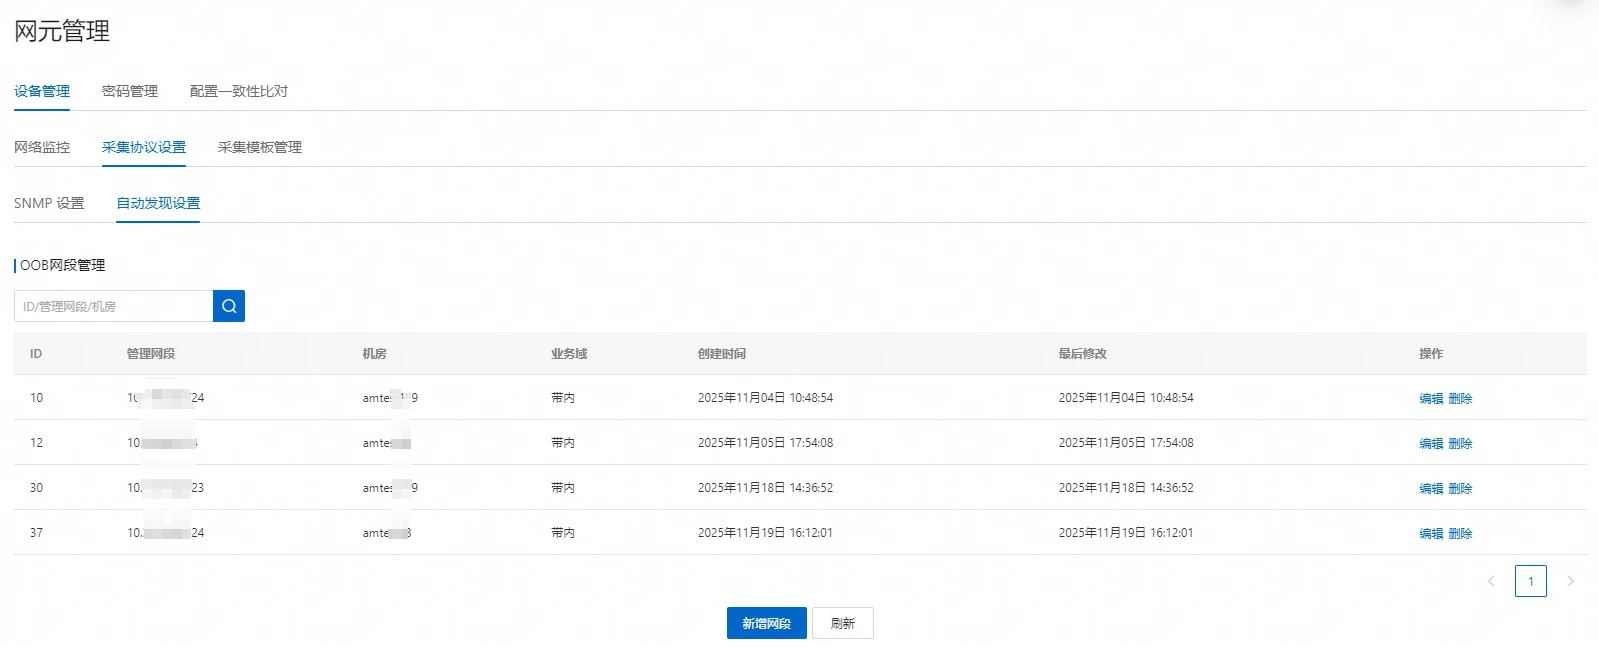 网元管理
设备管理 密码管理 配置一致性比对
网络监控 采集协议设置 采集模板管理
SNMP 设置 自动发现设置
OOB网段管理
ID/管理网段/机房
ID 管理网段 机房 业务域 创建时间 最后修改 操作
10 带内 2025年11月04日 10:48:54 2025年11月04日 10:48:54 编辑 删除
12 带内 2025年11月05日 17:54:08 2025年11月05日 17:54:08 编辑 删除
30 带内 2025年11月18日 14:36:52 2025年11月18日 14:36:52 编辑 删除
37 带内 2025年11月19日 16:12:01 2025年11月19日 16:12:01 编辑 删除
1
新增网段 刷新